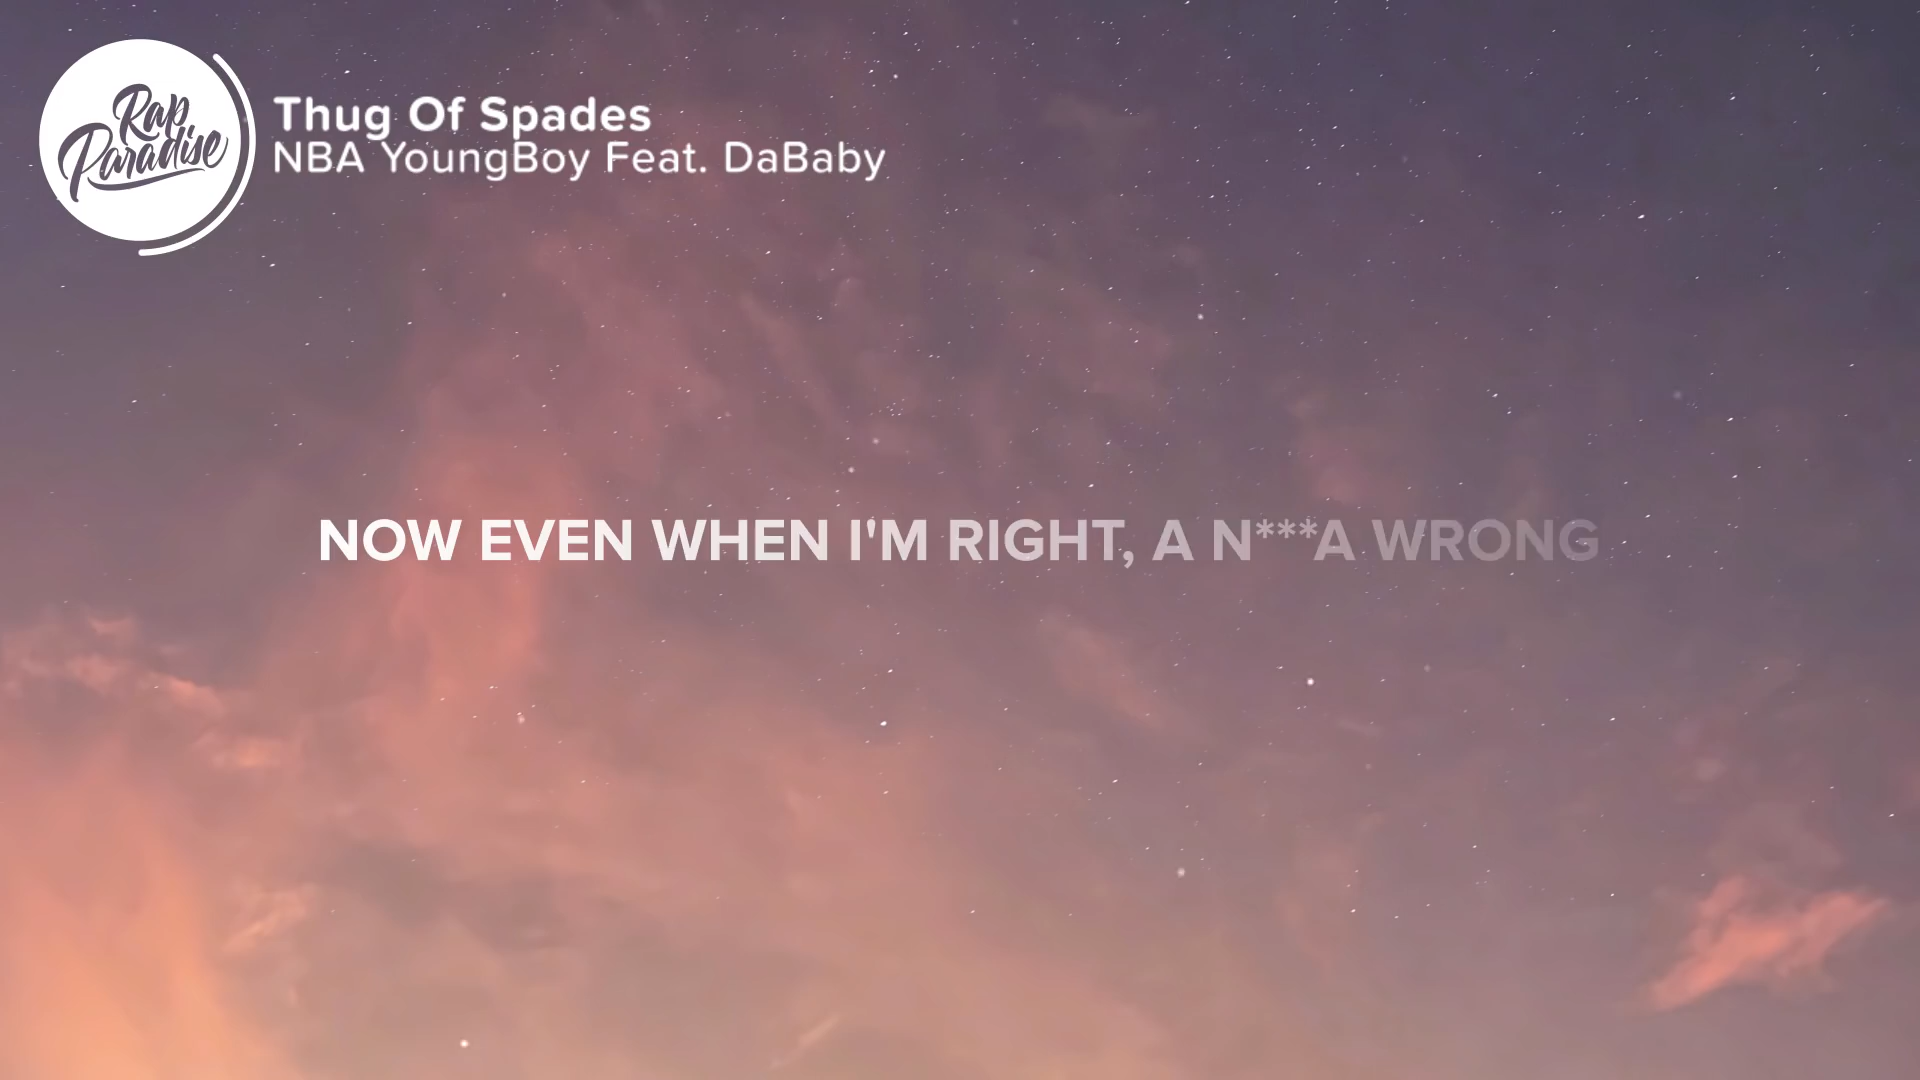 Rap
Paradise
Thug Of Spades
NBA YoungBoy Feat. DaBaby
NOW EVEN WHEN I'M RIGHT, A N***A WRONG